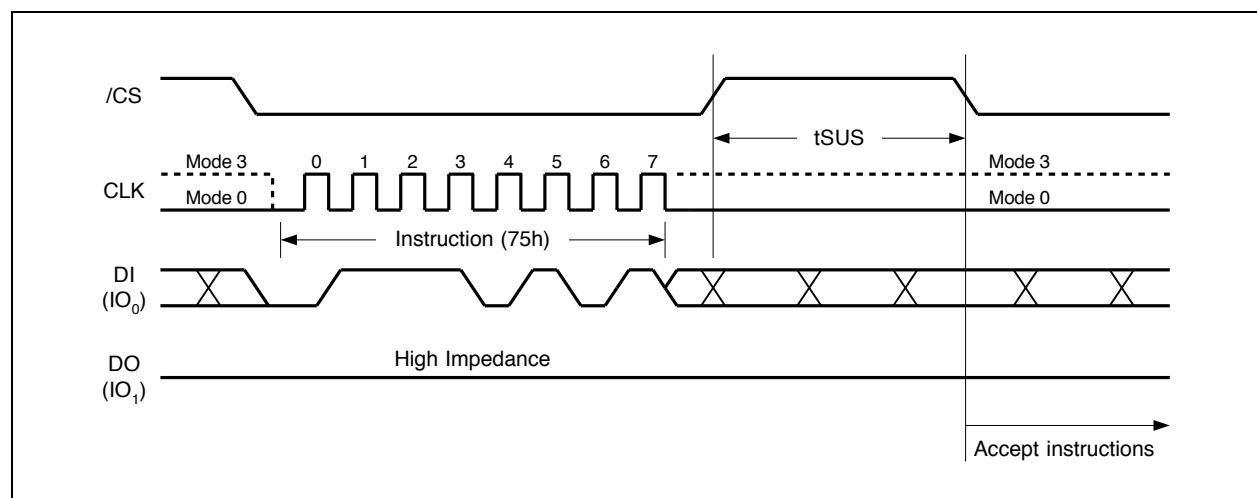 /CS
tSUS
Mode 3 0 1 2 3 4 5 6 7 Mode 3
CLK
Mode 0 Mode 0
Instruction (75h)
DI
(IO0)
High Impedance
DO
(IO1)
Accept instructions